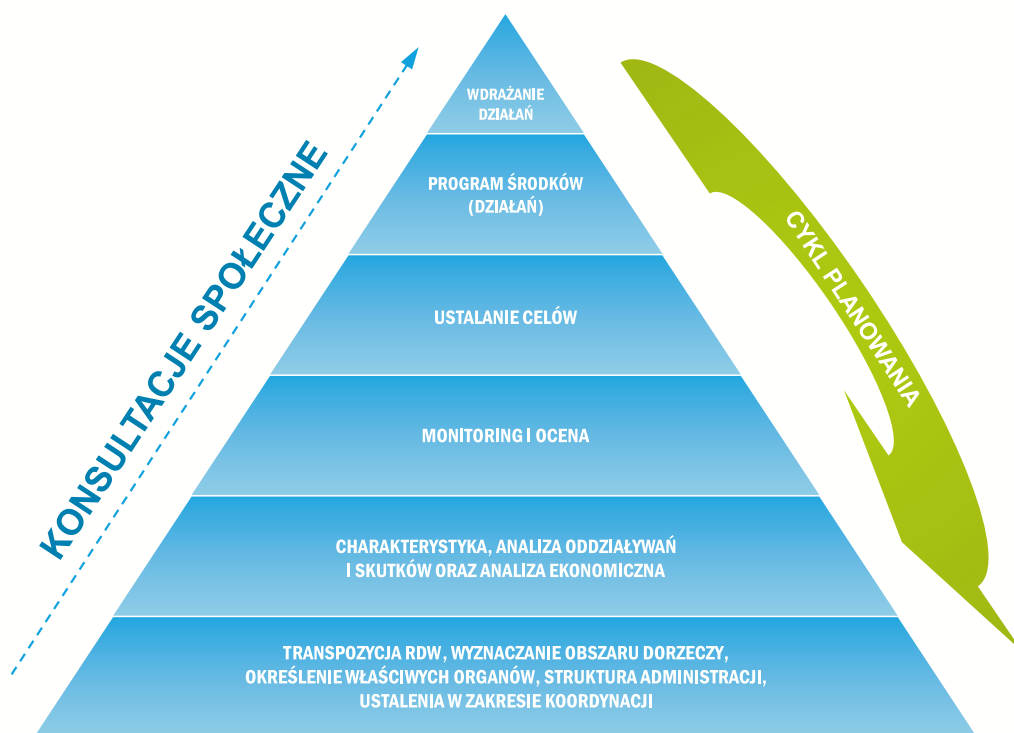 KONSULTACJE SPOŁECZNE
WDRAŻANIE
DZIAŁAŃ
PROGRAM ŚRODKÓW
(DZIAŁAŃ)
USTALANIE CELÓW
MONITORING I OCENA
CHARAKTERYSTYKA, ANALIZA ODDZIAŁYWAŃ
I SKUTKÓW ORAZ ANALIZA EKONOMICZNA
TRANSPOZYCJA RDW, WYZNACZANIE OBSZARU DORZECZY,
OKREŚLENIE WŁAŚCIWYCH ORGANÓW, STRUKTURA ADMINISTRACJI,
USTALENIA W ZAKRESIE KOORDYNACJI
CYKL PLANOWANIA